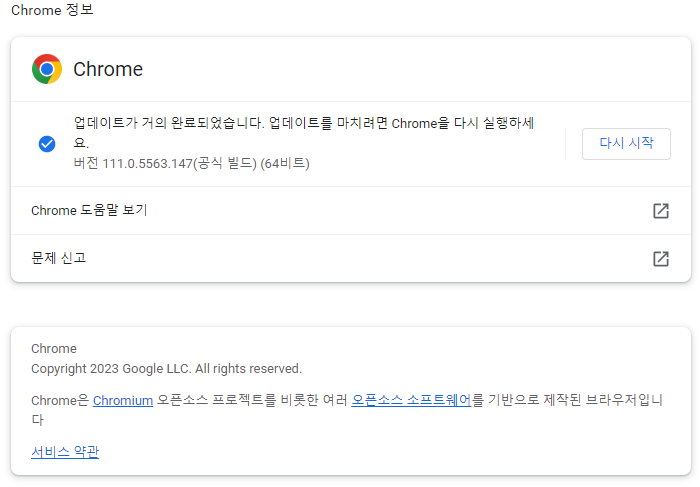 Chrome 정보
Chrome
업데이트가 거의 완료되었습니다. 업데이트를 마치려면 Chrome을 다시 실행하세
요.
버전 111.0.5563.147(공식 빌드) (64비트)
다시 시작
Chrome 도움말 보기
문제 신고
Chrome
Copyright 2023 Google LLC. All rights reserved.
Chrome은 Chromium 오픈소스 프로젝트를 비롯한 여러 오픈소스 소프트웨어를 기반으로 제작된 브라우저입니
다
서비스 약관